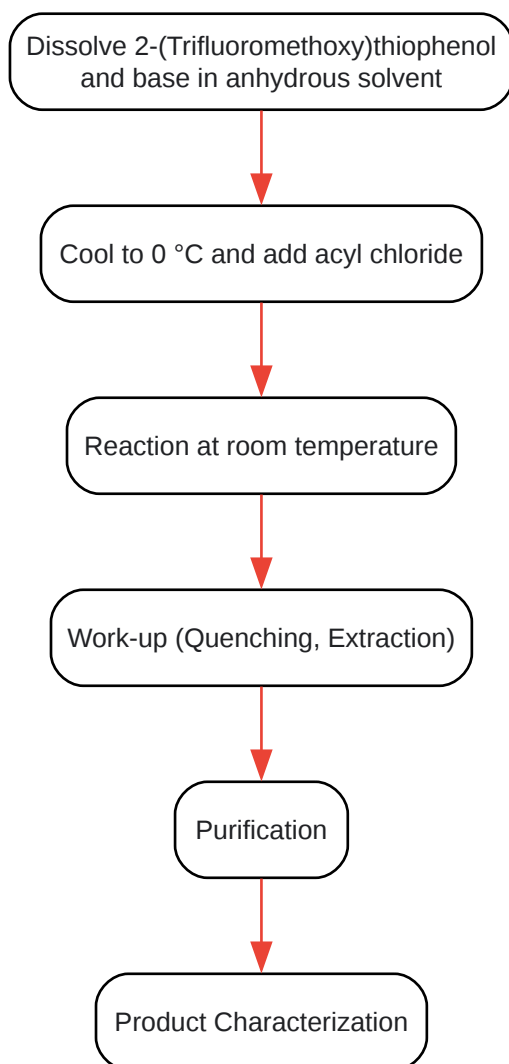 Dissolve 2-(Trifluoromethoxy)thiophenol
and base in anhydrous solvent
Cool to 0 °C and add acyl chloride
Reaction at room temperature
Work-up (Quenching, Extraction)
Purification
Product Characterization